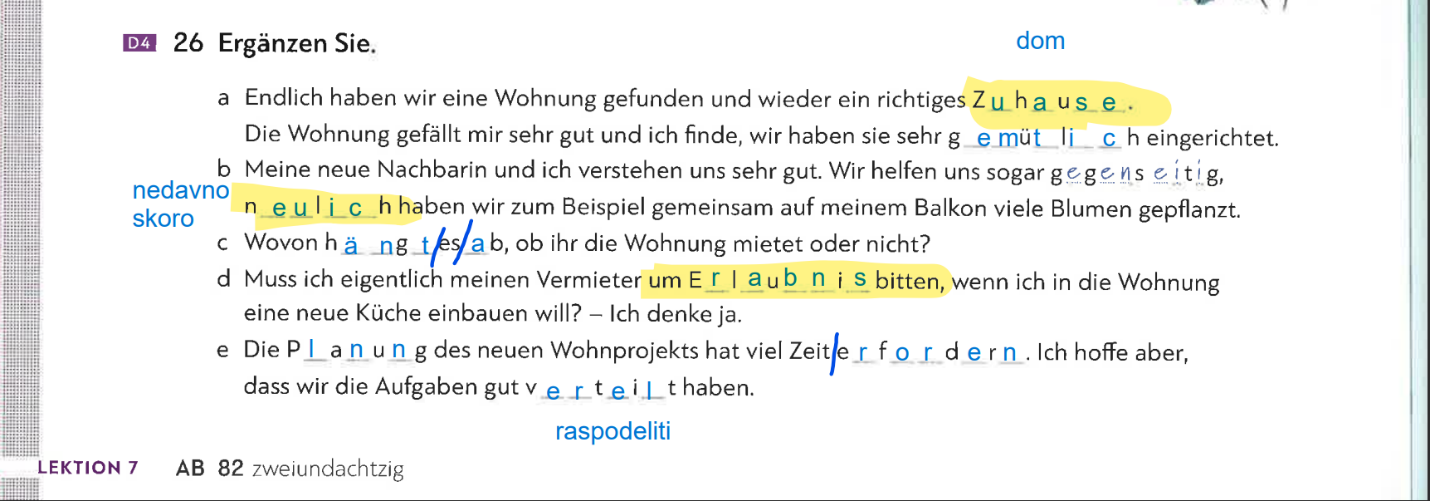 dom
D4 26 Ergänzen Sie.
a Endlich haben wir eine Wohnung gefunden und wieder ein richtiges Zuhause.
Die Wohnung gefällt mir sehr gut und ich finde, wir haben sie sehr gemütlich eingerichtet.
b Meine neue Nachbarin und ich verstehen uns sehr gut. Wir helfen uns sogar gegenseitig,
nedavno
skoro
neulich haben wir zum Beispiel gemeinsam auf meinem Balkon viele Blumen gepflanzt.
c Wovon hängt/es/ab, ob ihr die Wohnung mietet oder nicht?
d Muss ich eigentlich meinen Vermieter um Erlaubnis bitten, wenn ich in die Wohnung
eine neue Küche einbauen will? – Ich denke ja.
e Die Planung des neuen Wohnprojekts hat viel Zeit/erfordern. Ich hoffe aber,
dass wir die Aufgaben gut verteilt haben.
raspodeliti
LEKTION 7 AB 82 zweiundachtzig